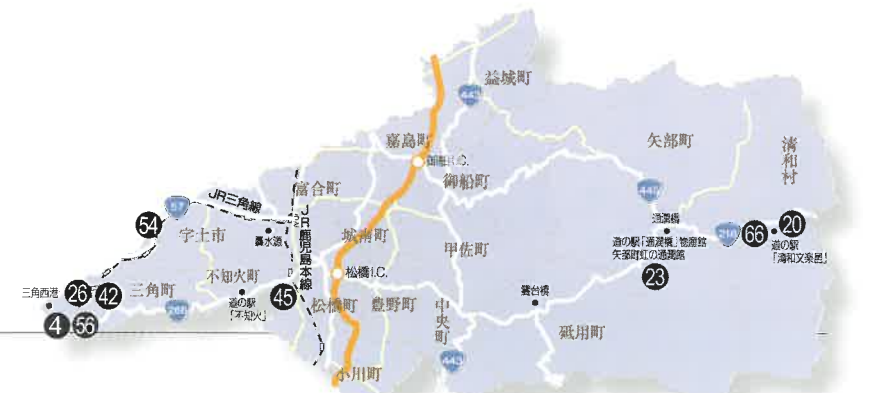 益城町
443
嘉島町
御船I.C.
矢部町
清和村
御船町
445
富合町
JR三角線
57
54
宇土市
轟水源
JR鹿児島本線
城南町
甲佐町
通潤橋
道の駅「通潤橋」物産館
矢部町虹の通潤館
23
218
66
20
道の駅
「清和文楽邑」
三角西港
26
42
三角町
不知火町
道の駅
「不知火」
45
松橋I.C.
松橋町
豊野町
中央町
霊台橋
砥用町
4
56
266
443
小川町